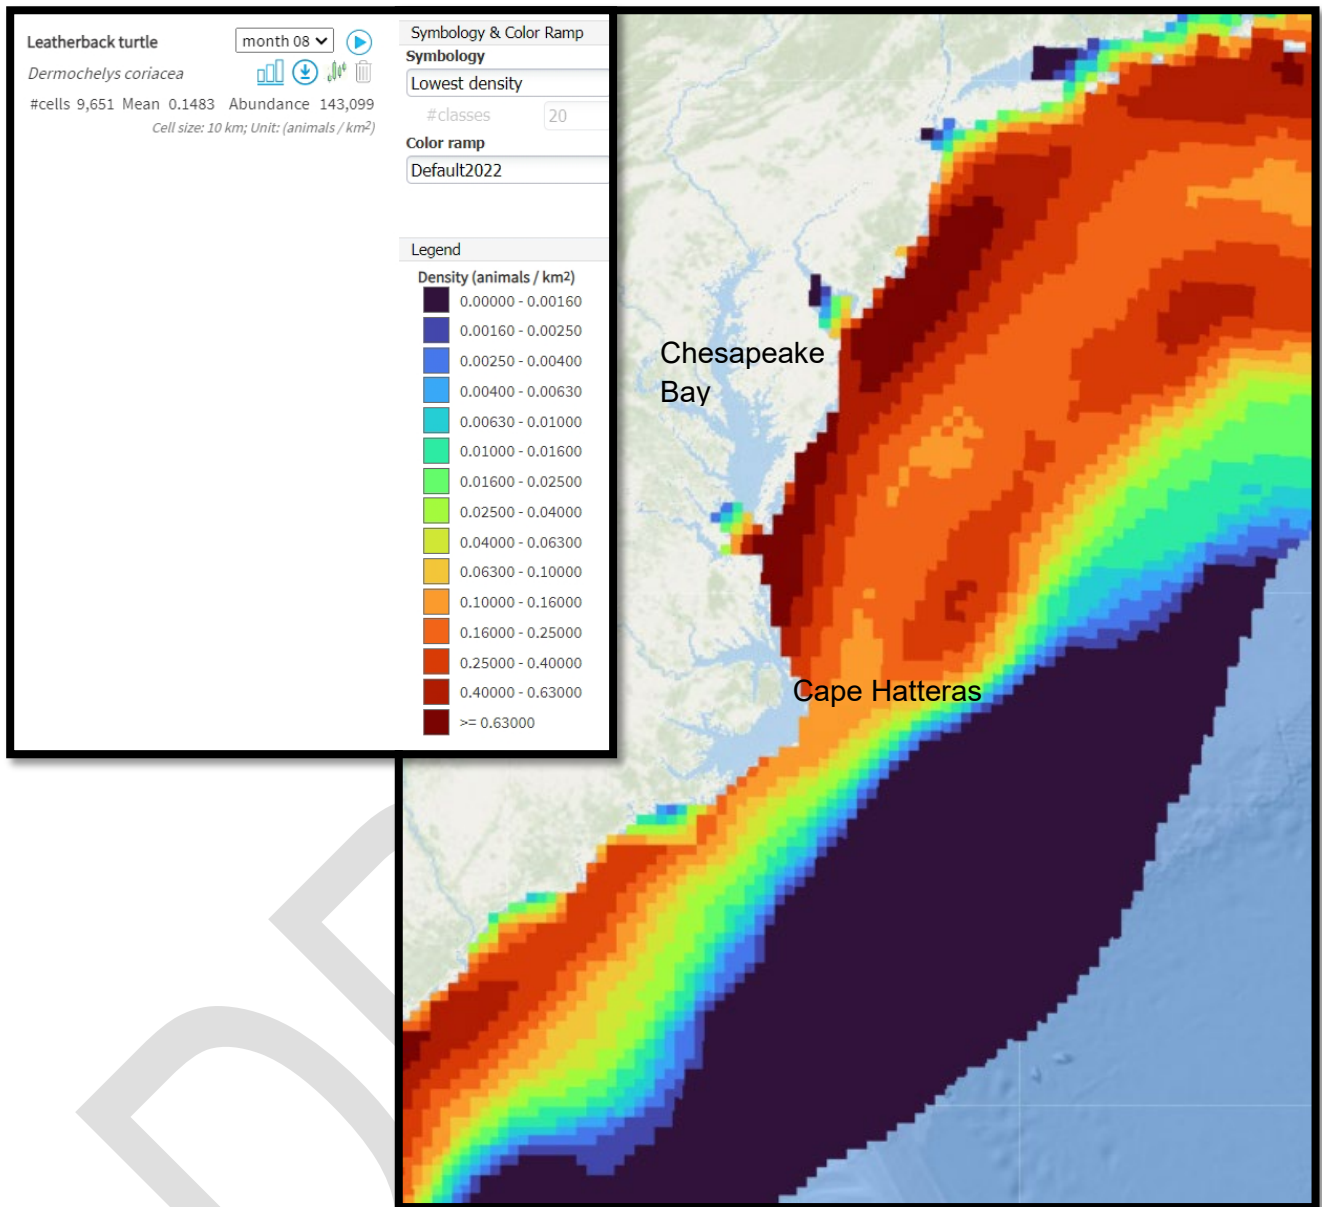 Leatherback turtle month 08
Dermochelys coriacea
#cells 9,651 Mean 0.1483 Abundance 143,099
Cell size: 10 km; Unit: (animals / km²)
Symbology & Color Ramp
Symbology
Lowest density
#classes 20
Color ramp
Default2022
Legend
Density (animals / km²)
0.00000 - 0.00160
0.00160 - 0.00250
0.00250 - 0.00400
0.00400 - 0.00630
0.00630 - 0.01000
0.01000 - 0.01600
0.01600 - 0.02500
0.02500 - 0.04000
0.04000 - 0.06300
0.06300 - 0.10000
0.10000 - 0.16000
0.16000 - 0.25000
0.25000 - 0.40000
0.40000 - 0.63000
>= 0.63000
Chesapeake
Bay
Cape Hatteras